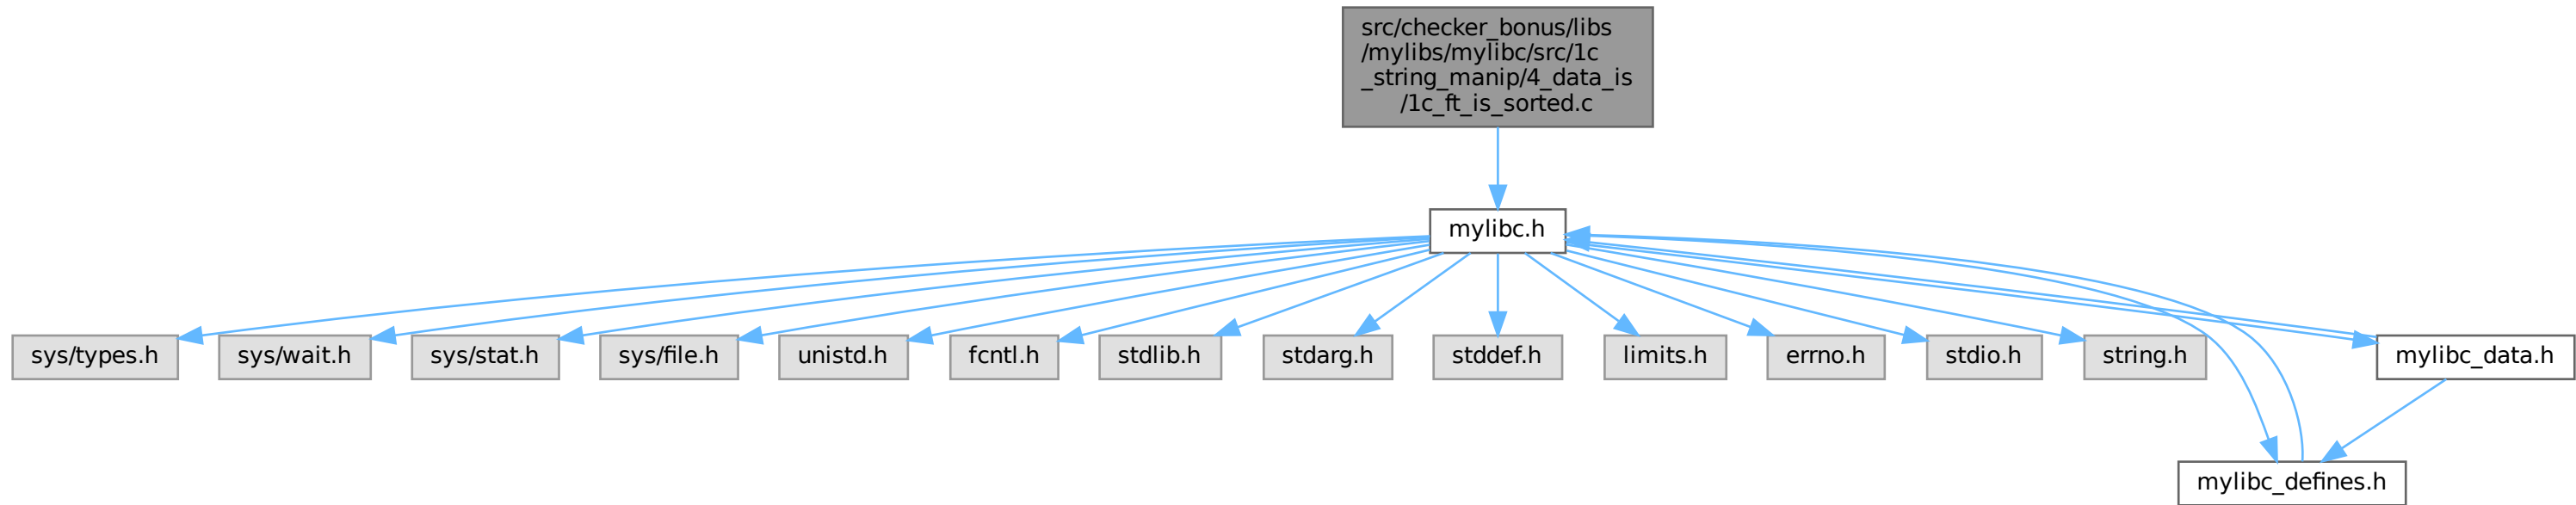 src/checker_bonus/libs
/mylibs/mylibc/src/1c
_string_manip/4_data_is
/1c_ft_is_sorted.c
mylibc.h
sys/types.h
sys/wait.h
sys/stat.h
sys/file.h
unistd.h
fcntl.h
stdlib.h
stdarg.h
stddef.h
limits.h
errno.h
stdio.h
string.h
mylibc_data.h
mylibc_defines.h